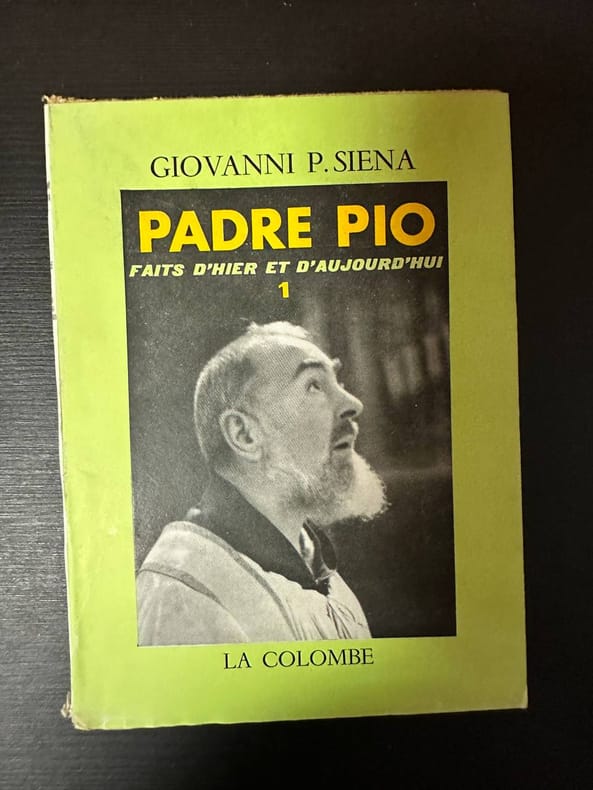 GIOVANNI P. SIENA
PADRE PIO
FAITS D'HIER ET D'AUJOURD'HUI
1
LA COLOMBE